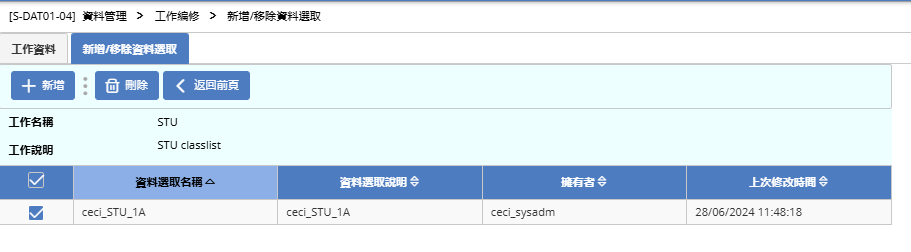 [S-DAT01-04] 資料管理 > 工作編修 > 新增/移除資料選取
工作資料 新增/移除資料選取
新增 刪除 返回前頁
工作名稱 STU
工作說明 STU classlist
資料選取名稱 資料選取說明 擁有者 上次修改時間
ceci_STU_1A ceci_STU_1A ceci_sysadm 28/06/2024 11:48:18